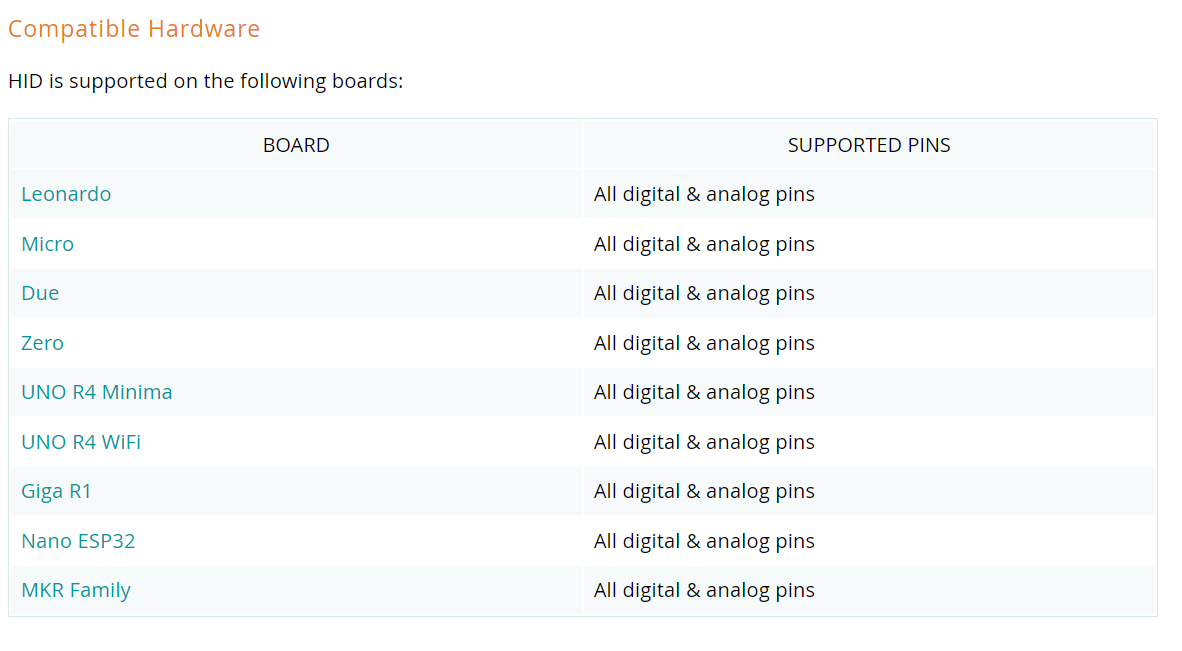 Compatible Hardware
HID is supported on the following boards:
BOARD SUPPORTED PINS
Leonardo All digital & analog pins
Micro All digital & analog pins
Due All digital & analog pins
Zero All digital & analog pins
UNO R4 Minima All digital & analog pins
UNO R4 WiFi All digital & analog pins
Giga R1 All digital & analog pins
Nano ESP32 All digital & analog pins
MKR Family All digital & analog pins